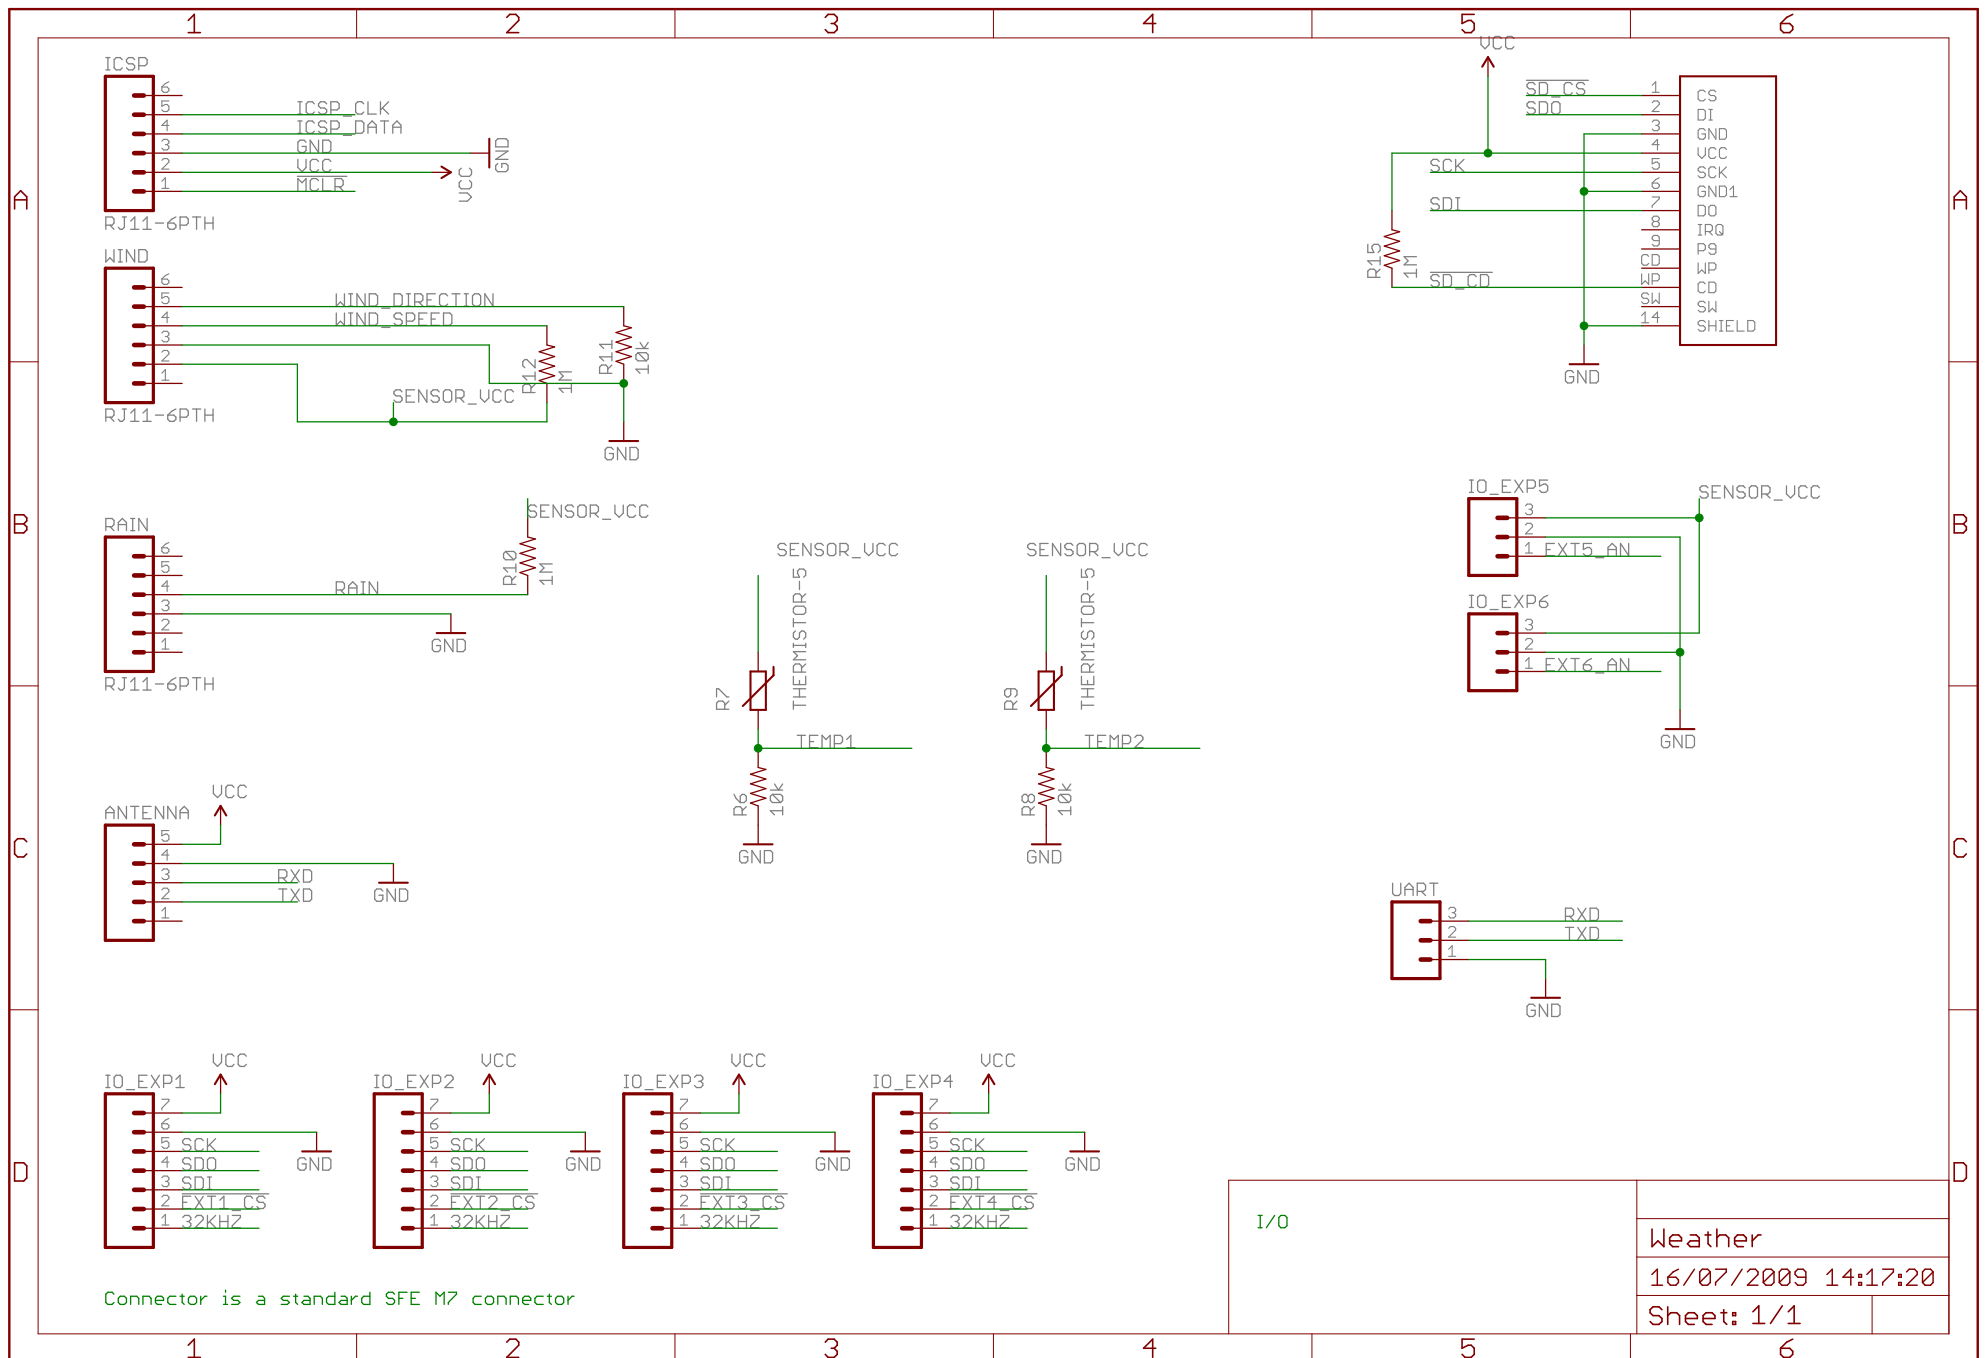 1 2 3 4 5 6
A
B
C
D
A
B
C
D
ICSP
6
5 ICSP_CLK
4 ICSP_DATA
3 GND
2 VCC
1 MCLR
GND
VCC
RJ11-6PTH
WIND
6
5 WIND_DIRECTION
4 WIND_SPEED
3
2
1
R12
1M
R11
10k
SENSOR_VCC
GND
RJ11-6PTH
RAIN
6
5
4 RAIN
3
2
1
SENSOR_VCC
R10
1M
GND
RJ11-6PTH
ANTENNA
VCC
5
4
3 RXD
2 TXD
1
GND
SENSOR_VCC
THERMISTOR-5
R7
TEMP1
R6
10k
GND
SENSOR_VCC
THERMISTOR-5
R9
TEMP2
R8
10k
GND
VCC
SD_CS 1 CS
SDO 2 DI
3 GND
4 VCC
SCK 5 SCK
6 GND1
SDI 7 DO
8 IRQ
9 P9
CD WP
SD_CD WP CD
SW SW
14 SHIELD
R15
1M
GND
IO_EXP5
SENSOR_VCC
3
2
1 EXT5_AN
IO_EXP6
3
2
1 EXT6_AN
GND
UART
3 RXD
2 TXD
1
GND
IO_EXP1
VCC
7
6
5 SCK
4 SDO
3 SDI
2 EXT1_CS
1 32KHZ
GND
IO_EXP2
VCC
7
6
5 SCK
4 SDO
3 SDI
2 EXT2_CS
1 32KHZ
GND
IO_EXP3
VCC
7
6
5 SCK
4 SDO
3 SDI
2 EXT3_CS
1 32KHZ
GND
IO_EXP4
VCC
7
6
5 SCK
4 SDO
3 SDI
2 EXT4_CS
1 32KHZ
GND
Connector is a standard SFE M7 connector
I/O
Weather
16/07/2009 14:17:20
Sheet: 1/1
1 2 3 4 5 6